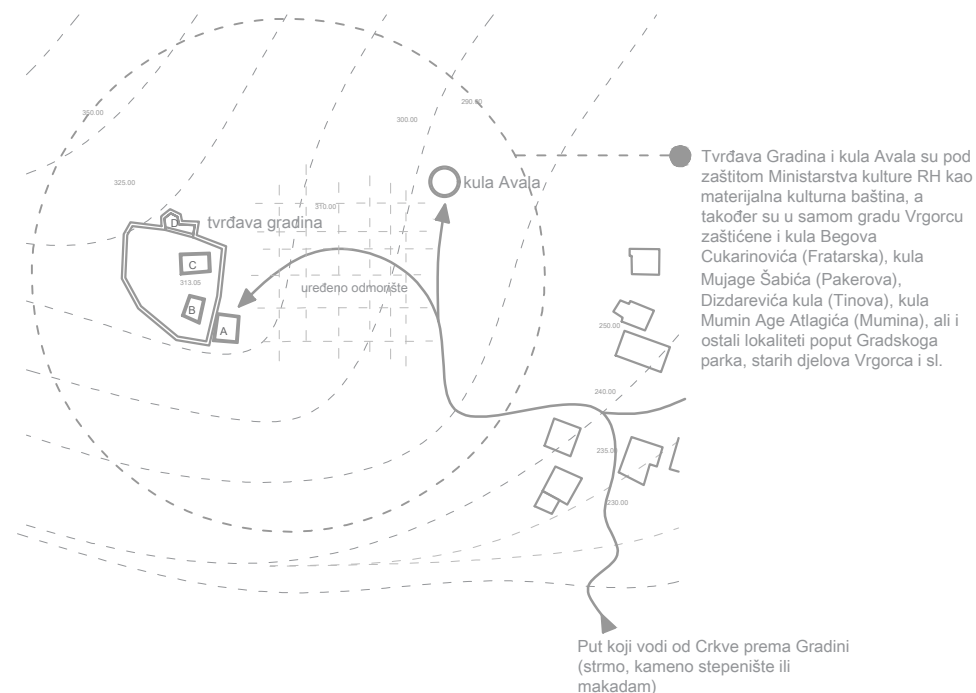 290.00
350.00
300.00
325.00
kula Avala
310.00
D
tvrđava gradina
C
313.05
uređeno odmorište
B
A
250.00
240.00
235.00
230.00
Tvrđava Gradina i kula Avala su pod
zaštitom Ministarstva kulture RH kao
materijalna kulturna baština, a
također su u samom gradu Vrgorcu
zaštićene i kula Begova
Cukarinovića (Fratarska), kula
Mujage Šabića (Pakerova),
Dizdarevića kula (Tinova), kula
Mumin Age Atlagića (Mumina), ali i
ostali lokaliteti poput Gradskoga
parka, starih djelova Vrgorca i sl.
Put koji vodi od Crkve prema Gradini
(strmo, kameno stepenište ili
makadam)